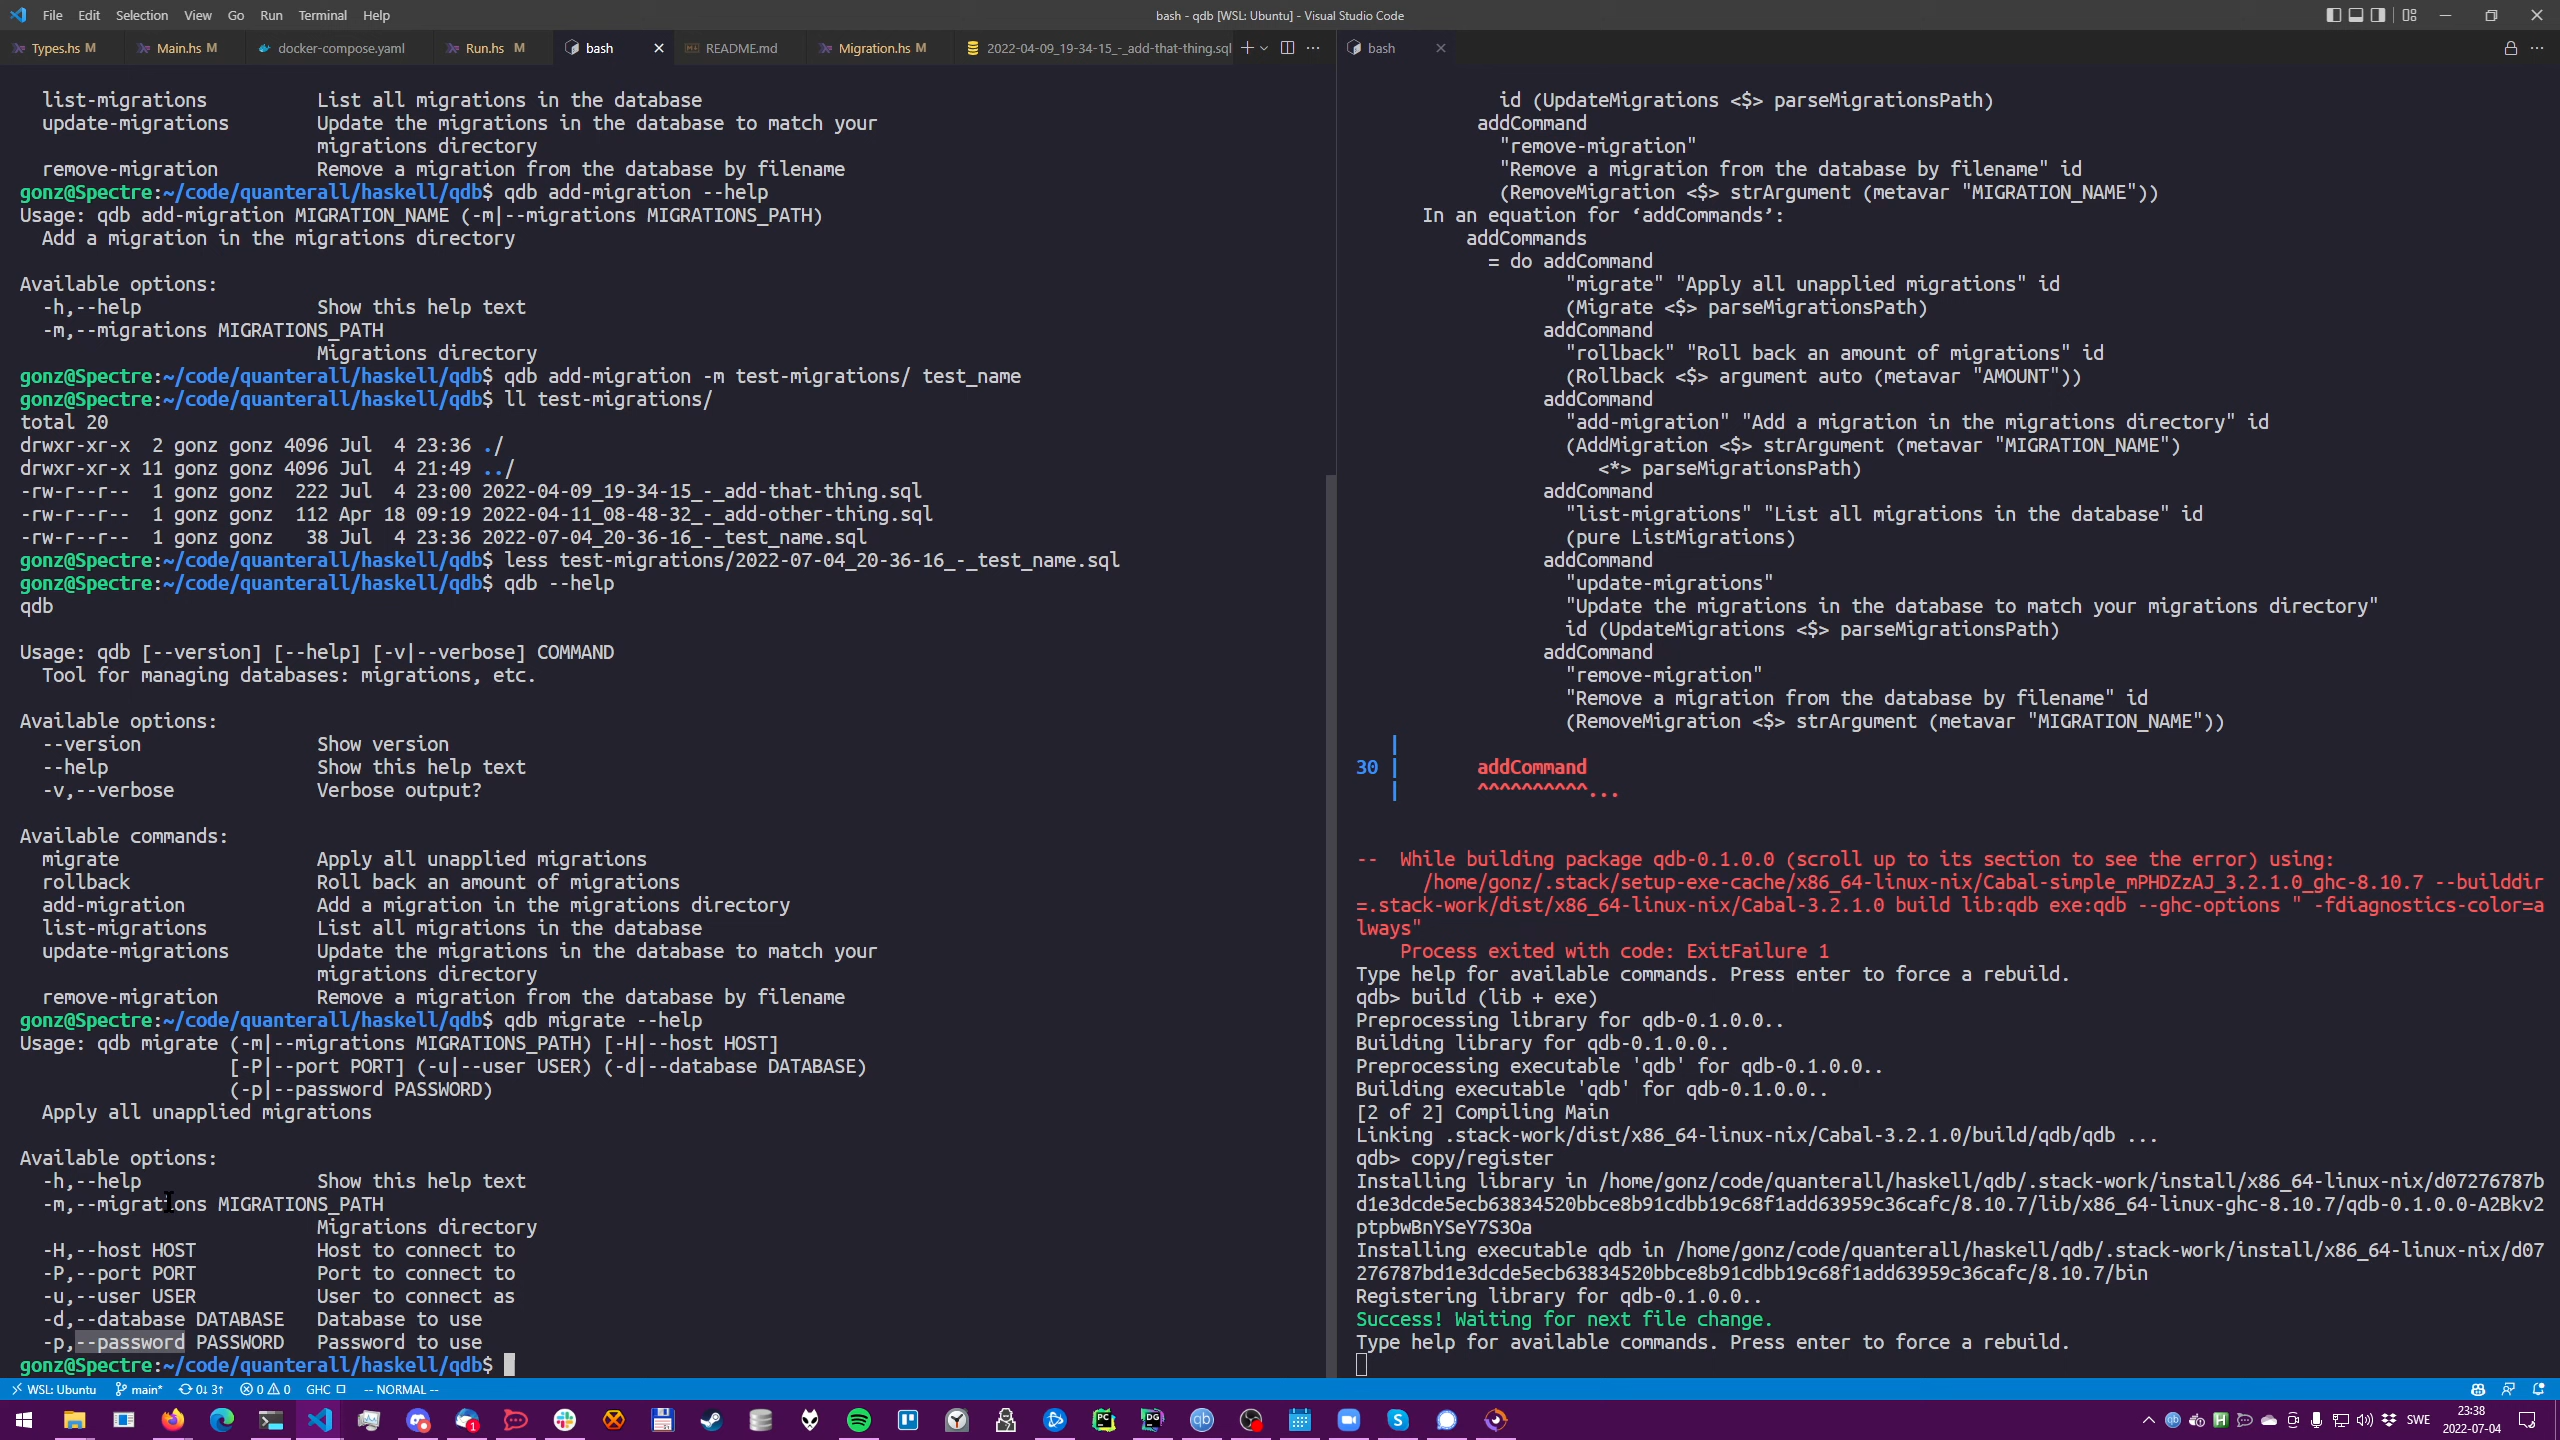 File Edit Selection View Go Run Terminal Help
bash - qdb [WSL: Ubuntu] - Visual Studio Code
Types.hs M
Main.hs M
docker-compose.yaml
Run.hs M
bash
README.md
Migration.hs M
2022-04-09_19-34-15_-_add-that-thing.sql
bash
list-migrations List all migrations in the database
update-migrations Update the migrations in the database to match your
migrations directory
remove-migration Remove a migration from the database by filename
gonz@Spectre:~/code/quanterall/haskell/qdb$ qdb add-migration --help
Usage: qdb add-migration MIGRATION_NAME (-m|--migrations MIGRATIONS_PATH)
Add a migration in the migrations directory
Available options:
-h,--help Show this help text
-m,--migrations MIGRATIONS_PATH
Migrations directory
gonz@Spectre:~/code/quanterall/haskell/qdb$ qdb add-migration -m test-migrations/ test_name
gonz@Spectre:~/code/quanterall/haskell/qdb$ ll test-migrations/
total 20
drwxr-xr-x 2 gonz gonz 4096 Jul 4 23:36 ./
drwxr-xr-x 11 gonz gonz 4096 Jul 4 21:49 ../
-rw-r--r-- 1 gonz gonz 222 Jul 4 23:00 2022-04-09_19-34-15_-_add-that-thing.sql
-rw-r--r-- 1 gonz gonz 112 Apr 18 09:19 2022-04-11_08-48-32_-_add-other-thing.sql
-rw-r--r-- 1 gonz gonz 38 Jul 4 23:36 2022-07-04_20-36-16_-_test_name.sql
gonz@Spectre:~/code/quanterall/haskell/qdb$ less test-migrations/2022-07-04_20-36-16_-_test_name.sql
gonz@Spectre:~/code/quanterall/haskell/qdb$ qdb --help
qdb
Usage: qdb [--version] [--help] [-v|--verbose] COMMAND
Tool for managing databases: migrations, etc.
Available options:
--version Show version
--help Show this help text
-v,--verbose Verbose output?
Available commands:
migrate Apply all unapplied migrations
rollback Roll back an amount of migrations
add-migration Add a migration in the migrations directory
list-migrations List all migrations in the database
update-migrations Update the migrations in the database to match your
migrations directory
remove-migration Remove a migration from the database by filename
gonz@Spectre:~/code/quanterall/haskell/qdb$ qdb migrate --help
Usage: qdb migrate (-m|--migrations MIGRATIONS_PATH) [-H|--host HOST]
[-P|--port PORT] (-u|--user USER) (-d|--database DATABASE)
(-p|--password PASSWORD)
Apply all unapplied migrations
Available options:
-h,--help Show this help text
-m,--migrations MIGRATIONS_PATH
Migrations directory
-H,--host HOST Host to connect to
-P,--port PORT Port to connect to
-u,--user USER User to connect as
-d,--database DATABASE Database to use
-p,--password PASSWORD Password to use
gonz@Spectre:~/code/quanterall/haskell/qdb$
id (UpdateMigrations <$> parseMigrationsPath)
addCommand
"remove-migration"
"Remove a migration from the database by filename" id
(RemoveMigration <$> strArgument (metavar "MIGRATION_NAME"))
In an equation for ‘addCommands’:
addCommands
= do addCommand
"migrate" "Apply all unapplied migrations" id
(Migrate <$> parseMigrationsPath)
addCommand
"rollback" "Roll back an amount of migrations" id
(Rollback <$> argument auto (metavar "AMOUNT"))
addCommand
"add-migration" "Add a migration in the migrations directory" id
(AddMigration <$> strArgument (metavar "MIGRATION_NAME")
<*> parseMigrationsPath)
addCommand
"list-migrations" "List all migrations in the database" id
(pure ListMigrations)
addCommand
"update-migrations"
"Update the migrations in the database to match your migrations directory"
id (UpdateMigrations <$> parseMigrationsPath)
addCommand
"remove-migration"
"Remove a migration from the database by filename" id
(RemoveMigration <$> strArgument (metavar "MIGRATION_NAME"))
|
30 | addCommand
| ^^^^^^^^^^...
-- While building package qdb-0.1.0.0 (scroll up to its section to see the error) using:
/home/gonz/.stack/setup-exe-cache/x86_64-linux-nix/Cabal-simple_mPHDZzAJ_3.2.1.0_ghc-8.10.7 --builddir
=.stack-work/dist/x86_64-linux-nix/Cabal-3.2.1.0 build lib:qdb exe:qdb --ghc-options " -fdiagnostics-color=a
lways"
Process exited with code: ExitFailure 1
Type help for available commands. Press enter to force a rebuild.
qdb> build (lib + exe)
Preprocessing library for qdb-0.1.0.0..
Building library for qdb-0.1.0.0..
Preprocessing executable 'qdb' for qdb-0.1.0.0..
Building executable 'qdb' for qdb-0.1.0.0..
[2 of 2] Compiling Main
Linking .stack-work/dist/x86_64-linux-nix/Cabal-3.2.1.0/build/qdb/qdb ...
qdb> copy/register
Installing library in /home/gonz/code/quanterall/haskell/qdb/.stack-work/install/x86_64-linux-nix/d07276787b
d1e3dcde5ecb63834520bbce8b91cdbb19c68f1add63959c36cafc/8.10.7/lib/x86_64-linux-ghc-8.10.7/qdb-0.1.0.0-A2Bkv2
ptpbwBnYSeY7S3Oa
Installing executable qdb in /home/gonz/code/quanterall/haskell/qdb/.stack-work/install/x86_64-linux-nix/d07
276787bd1e3dcde5ecb63834520bbce8b91cdbb19c68f1add63959c36cafc/8.10.7/bin
Registering library for qdb-0.1.0.0..
Success! Waiting for next file change.
Type help for available commands. Press enter to force a rebuild.
WSL: Ubuntu main* 0↓ 3↑ 0 0 GHC -- NORMAL --
SWE
23:38
2022-07-04